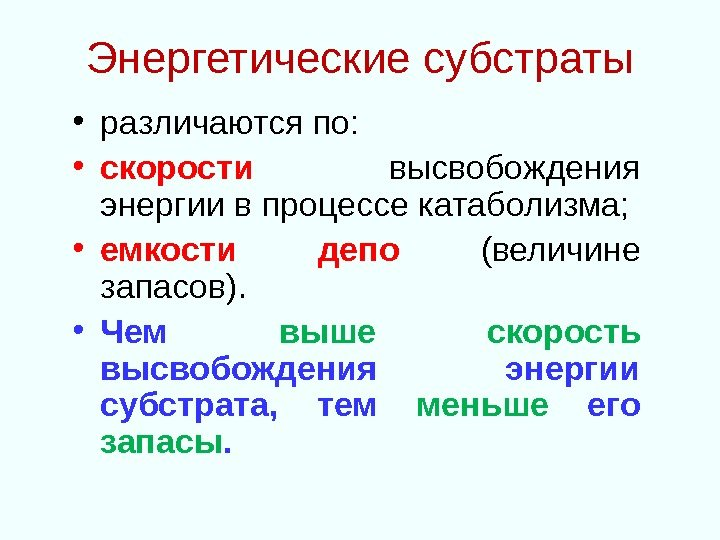 Энергетические субстраты
• различаются по:
• скорости высвобождения
энергии в процессе катаболизма;
• емкости депо (величине
запасов).
• Чем выше скорость
высвобождения энергии
субстрата, тем меньше его
запасы.